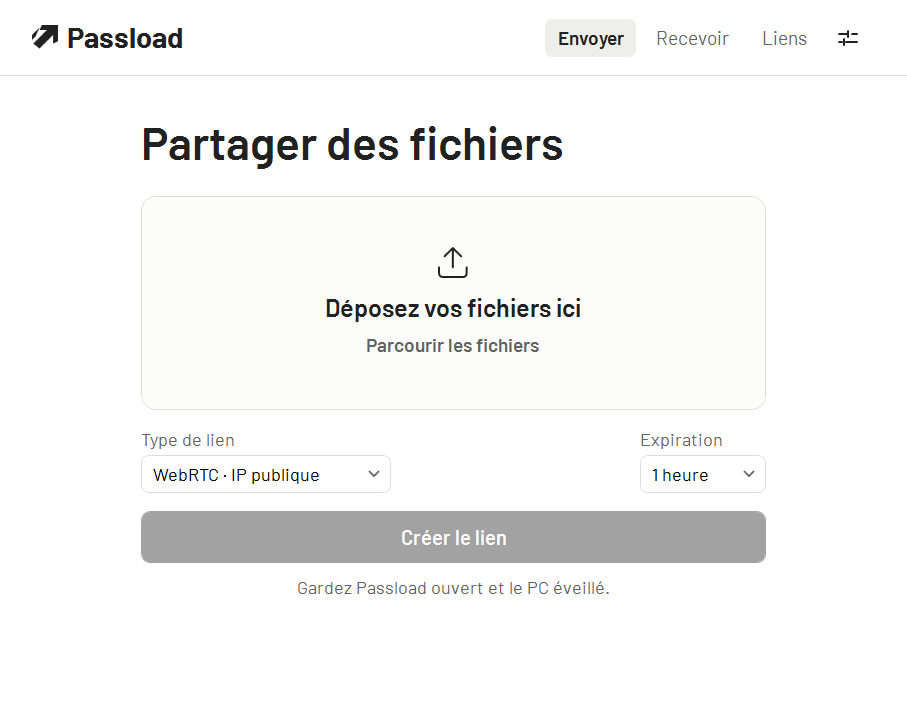 Passload
Envoyer
Recevoir
Liens
Partager des fichiers
Déposez vos fichiers ici
Parcourir les fichiers
Type de lien
Expiration
WebRTC · IP publique
1 heure
Créer le lien
Gardez Passload ouvert et le PC éveillé.